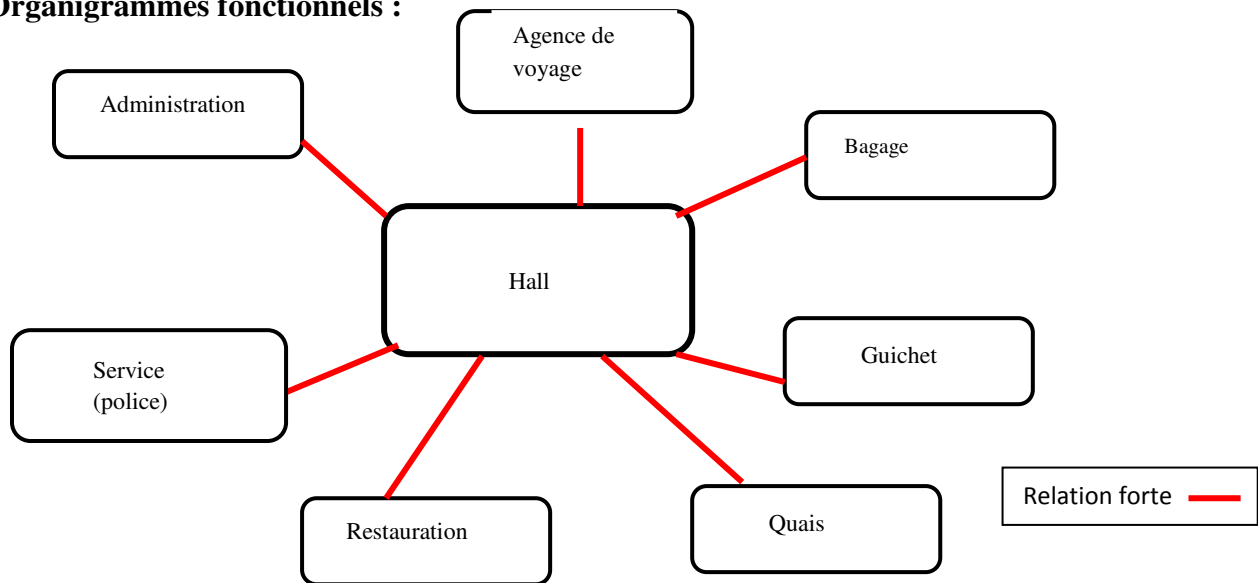 Organigrammes fonctionnels :
Agence de
voyage
Administration
Bagage
Hall
Guichet
Service
(police)
Relation forte
Restauration
Quais